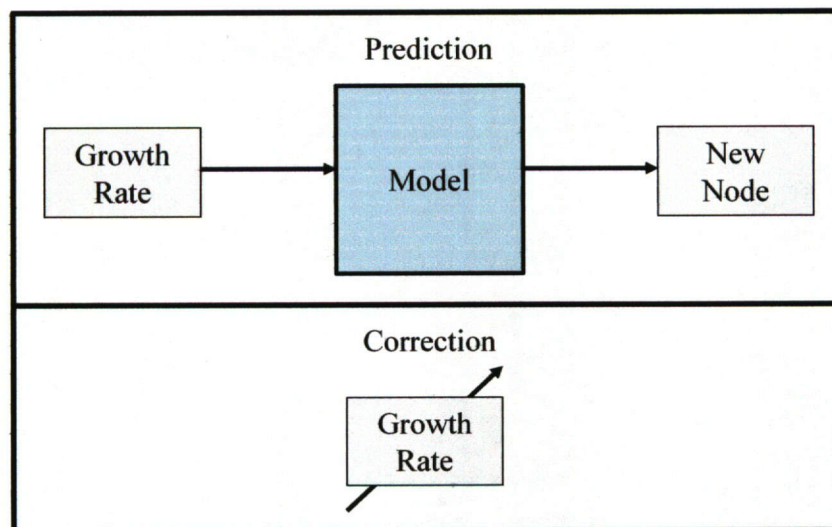 Prediction
Growth
Rate
Model
New
Node
Correction
Growth
Rate